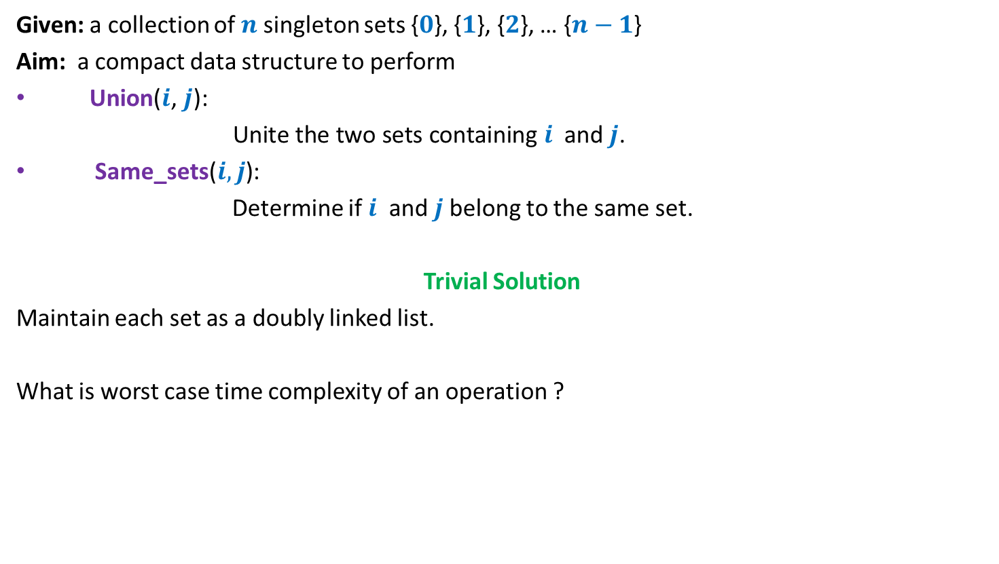 Given: a collection of n singleton sets {0}, {1}, {2}, … {n − 1}
Aim: a compact data structure to perform
• Union(i, j):
Unite the two sets containing i and j.
• Same_sets(i, j):
Determine if i and j belong to the same set.
Trivial Solution
Maintain each set as a doubly linked list.
What is worst case time complexity of an operation ?